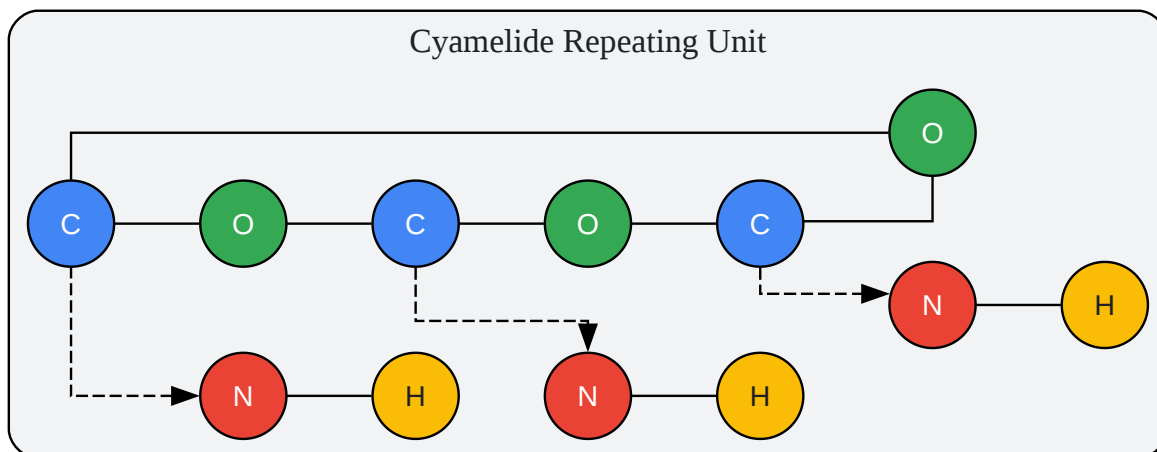 Cyamelide Repeating Unit
O
C O C O C
N H
N H N H